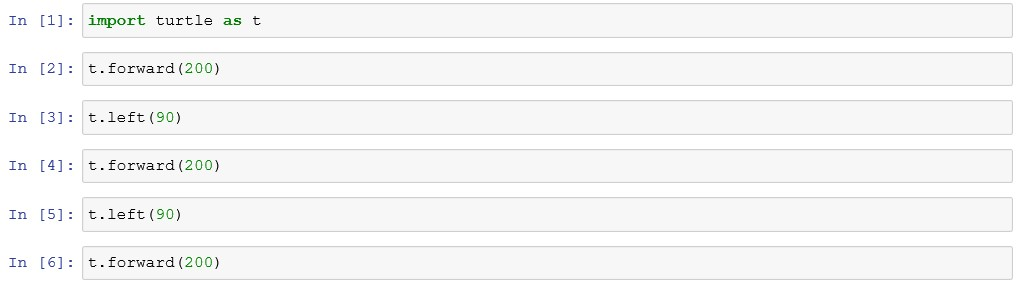 In [1]: import turtle as t
In [2]: t.forward(200)
In [3]: t.left(90)
In [4]: t.forward(200)
In [5]: t.left(90)
In [6]: t.forward(200)